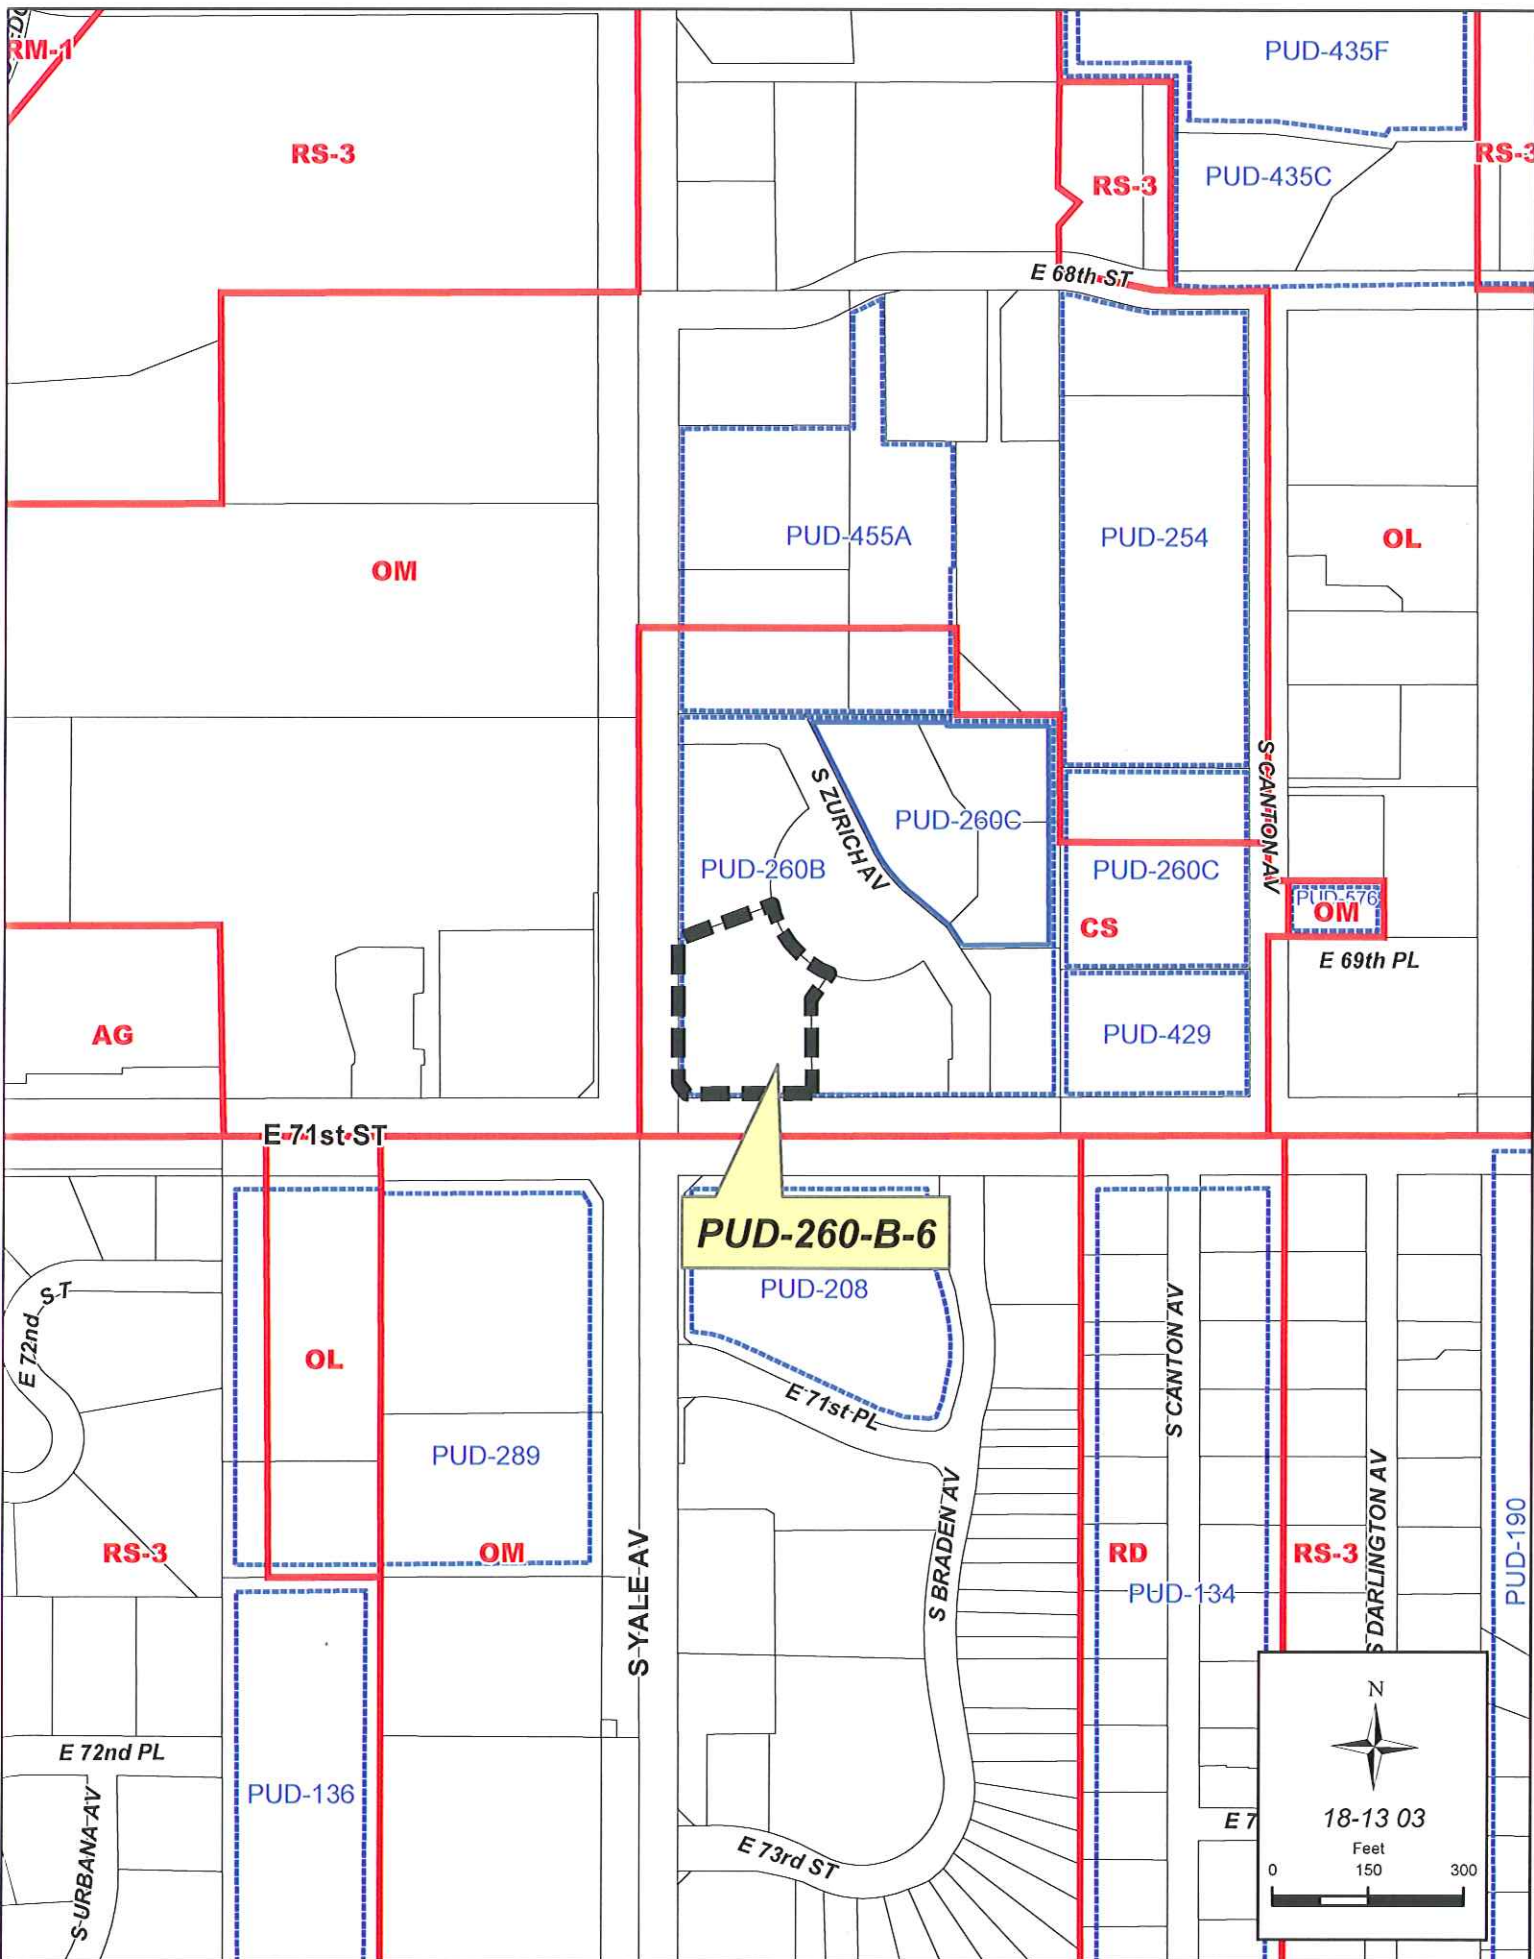 RM-1
PUD-435F
RS-3
RS-3
RS-3
PUD-435C
E 68th ST
PUD-455A
PUD-254
OL
OM
S ZURICH AV
PUD-260C
S CANTON AV
PUD-260B
PUD-260C
PUD-576
OM
CS
E 69th PL
AG
PUD-429
E 71st ST
PUD-260-B-6
PUD-208
E 72nd ST
OL
S CANTON AV
E 71st PL
PUD-289
S BRADEN AV
S DARLINGTON AV
PUD-190
RS-3
OM
S YALE AV
RD
RS-3
PUD-134
N
E 72nd PL
PUD-136
18-13 03
E 7
Feet
S URBANA AV
E 73rd ST
0 150 300